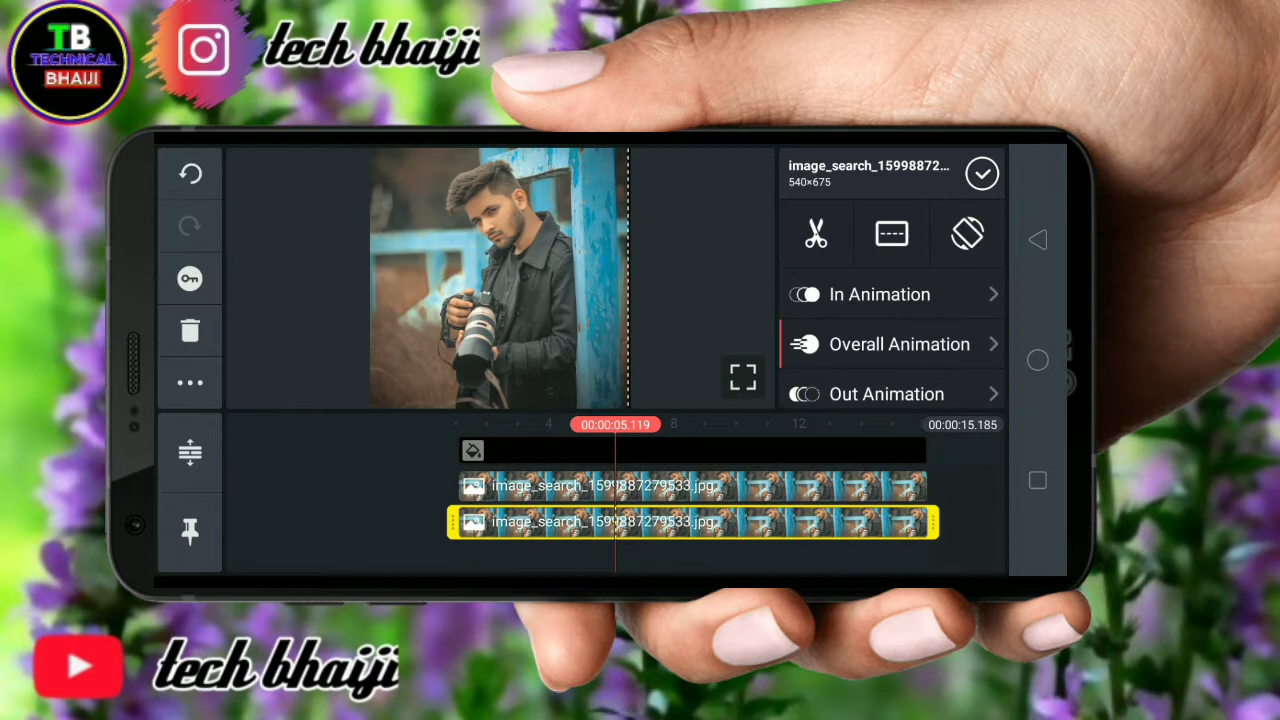 TB
TECHNICAL
BHAIJI
tech bhaiji
image_search_15998872...
540×675
In Animation
Overall Animation
Out Animation
4
00:00:05.119
8
12
00:00:15.185
image_search_1599887279533.jpg
image_search_1599887279533.jpg
tech bhaiji